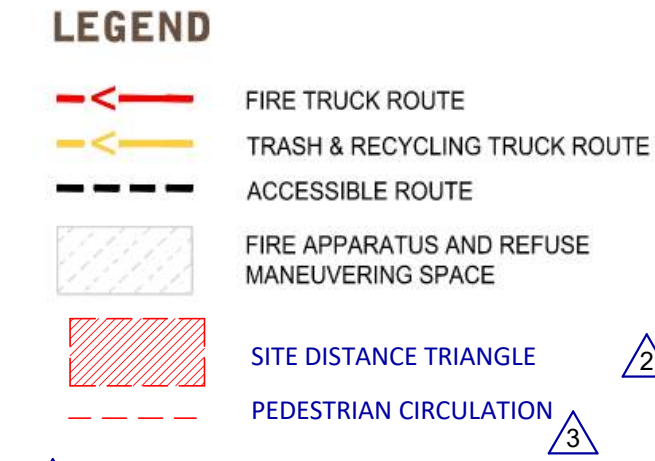 LEGEND
FIRE TRUCK ROUTE
TRASH & RECYCLING TRUCK ROUTE
ACCESSIBLE ROUTE
FIRE APPARATUS AND REFUSE
MANEUVERING SPACE
SITE DISTANCE TRIANGLE 2
PEDESTRIAN CIRCULATION
3